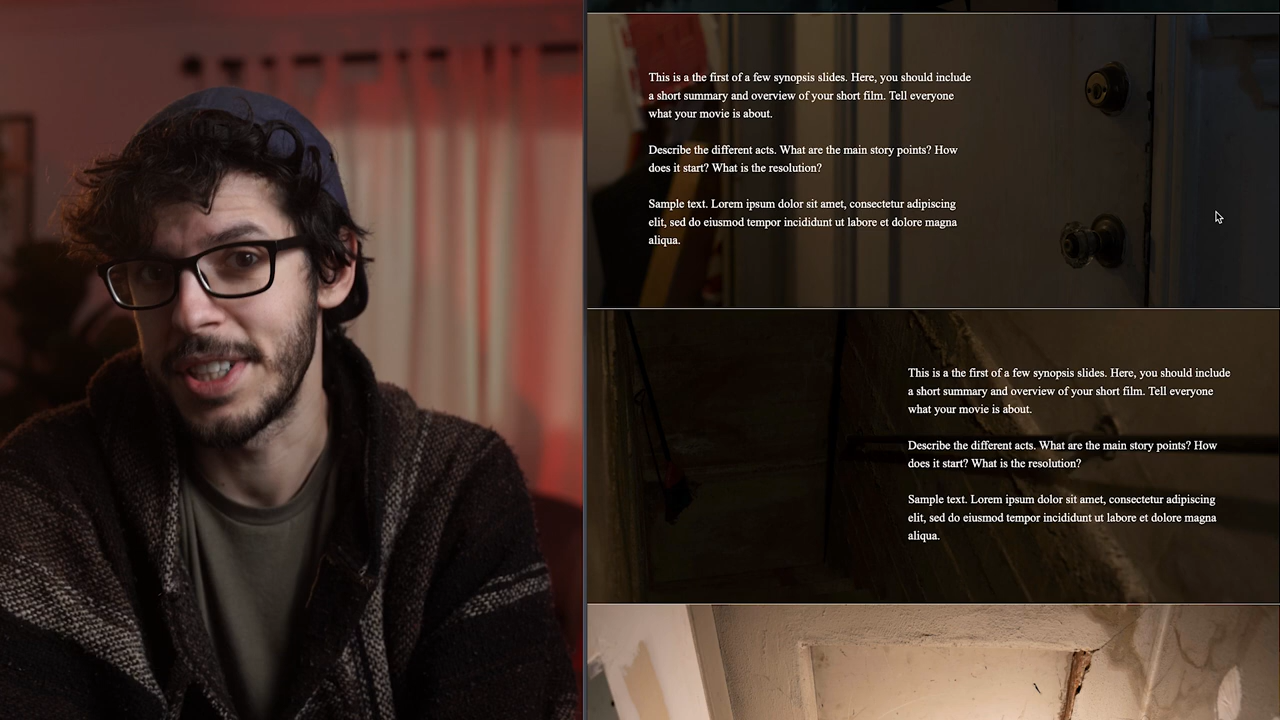 This is a the first of a few synopsis slides. Here, you should include
a short summary and overview of your short film. Tell everyone
what your movie is about.
Describe the different acts. What are the main story points? How
does it start? What is the resolution?
Sample text. Lorem ipsum dolor sit amet, consectetur adipiscing
elit, sed do eiusmod tempor incididunt ut labore et dolore magna
aliqua.
This is a the first of a few synopsis slides. Here, you should include
a short summary and overview of your short film. Tell everyone
what your movie is about.
Describe the different acts. What are the main story points? How
does it start? What is the resolution?
Sample text. Lorem ipsum dolor sit amet, consectetur adipiscing
elit, sed do eiusmod tempor incididunt ut labore et dolore magna
aliqua.